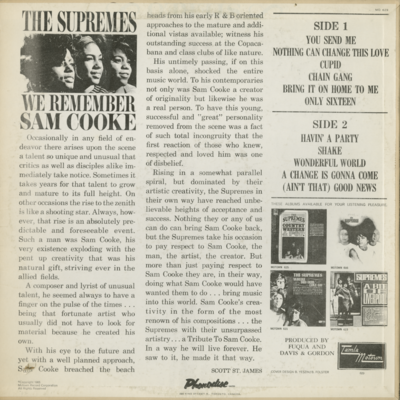 THE SUPREMES
WE REMEMBER
SAM COOKE
Occasionally in any field of en-
deavor there arises upon the scene
a talent so unique and unusual that
critics as well as disciples alike im-
mediately take notice. Sometimes it
takes years for that talent to grow
and mature to its full height. On
other occasions the rise to the zenith
is like a shooting star. Always, how-
ever, that rise is an absolutely pre-
dictable and foreseeable event.
Such a man was Sam Cooke, his
very existence exploding with the
pent up creativity that was his
natural gift, striving ever in the
allied fields.
A composer and lyrist of unusual
talent, he seemed always to have a
finger on the pulse of the times . . .
being that fortunate artist who
usually did not have to look for
material because he created his
own.
With his eye to the future and
yet with a well planned approach,
Sam Cooke breached the beach
heads from his early R & B oriented
approaches to the mature and addi-
tional vistas available; witness his
outstanding success at the Copaca-
bana and class clubs of like nature.
His untimely passing, if on this
basis alone, shocked the entire
music world. To his contemporaries
not only was Sam Cooke a creator
of originality but likewise he was
a real person. To have this young,
successful and "great" personality
removed from the scene was a fact
of such total incongruity that the
first reaction of those who knew,
respected and loved him was one
of disbelief.
Rising in a somewhat parallel
spiral, but dominated by their
artistic creativity, the Supremes in
their own way have reached unbe-
lievable heights of acceptance and
success. Nothing they or any of us
can do can bring Sam Cooke back,
but the Supremes take his occasion
to pay respect to Sam Cooke, the
man, the artist, the creator. But
more than just paying respect to
Sam Cooke they are, in their way,
doing what Sam Cooke would have
wanted them to do . . . bring music
into this world. Sam Cooke's crea-
tivity in the form of the most
renown of his compositions . . . the
Supremes with their unsurpassed
artistry . . . a Tribute To Sam Cooke.
In a way he will live forever. He
saw to it, he made it that way.
SCOTT ST. JAMES
Phonodisc
SIDE 1
YOU SEND ME
NOTHING CAN CHANGE THIS LOVE
CUPID
CHAIN GANG
BRING IT ON HOME TO ME
ONLY SIXTEEN
SIDE 2
HAVIN' A PARTY
SHAKE
WONDERFUL WORLD
A CHANGE IS GONNA COME
(AIN'T THAT) GOOD NEWS
PRODUCED BY
FUQUA AND
DAVIS & GORDON
Tamla
Motown